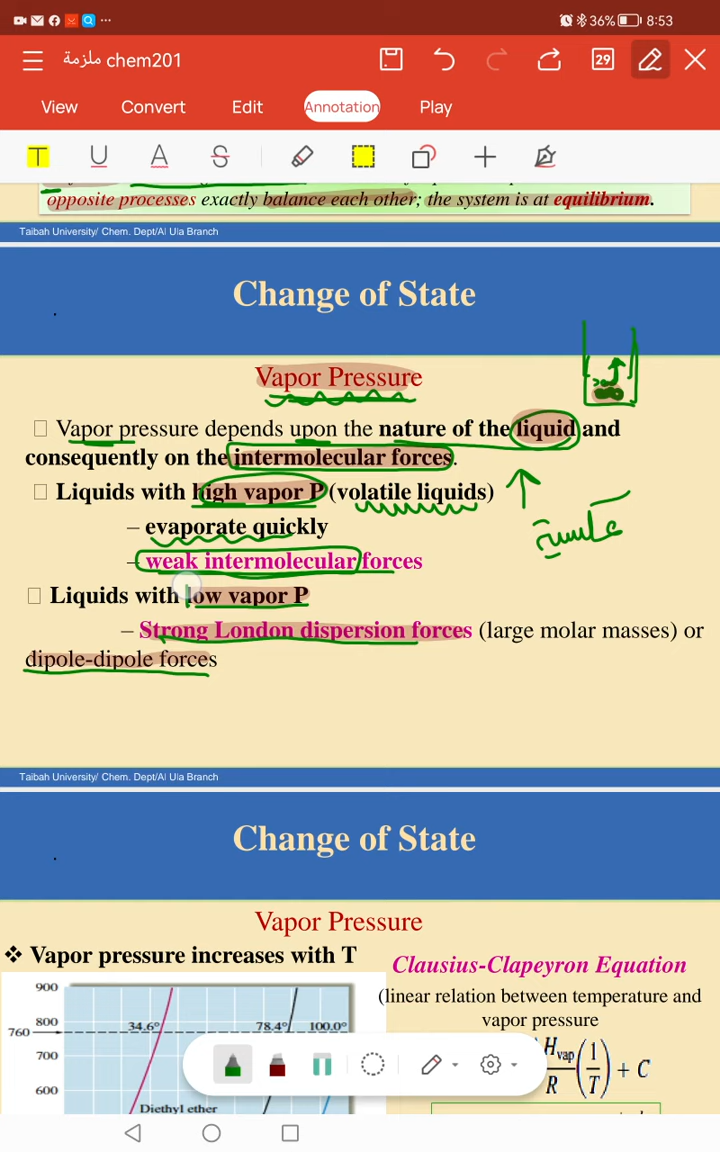 36% 8:53
ملزمة chem201
29
View Convert Edit Annotation Play
T U A S
opposite processes exactly balance each other; the system is at equilibrium.
Taibah University/ Chem. Dept/Al Ula Branch
Change of State
Vapor Pressure
Vapor pressure depends upon the nature of the liquid and
consequently on the intermolecular forces.
Liquids with high vapor P (volatile liquids)
– evaporate quickly
– weak intermolecular forces
Liquids with low vapor P
– Strong London dispersion forces (large molar masses) or
dipole-dipole forces
Taibah University/ Chem. Dept/Al Ula Branch
Change of State
Vapor Pressure
❖ Vapor pressure increases with T
Clausius-Clapeyron Equation
(linear relation between temperature and
vapor pressure
900
800
760
700
600
34.6° 78.4° 100.0°
Diethyl ether
H vap / R (1/T) + C